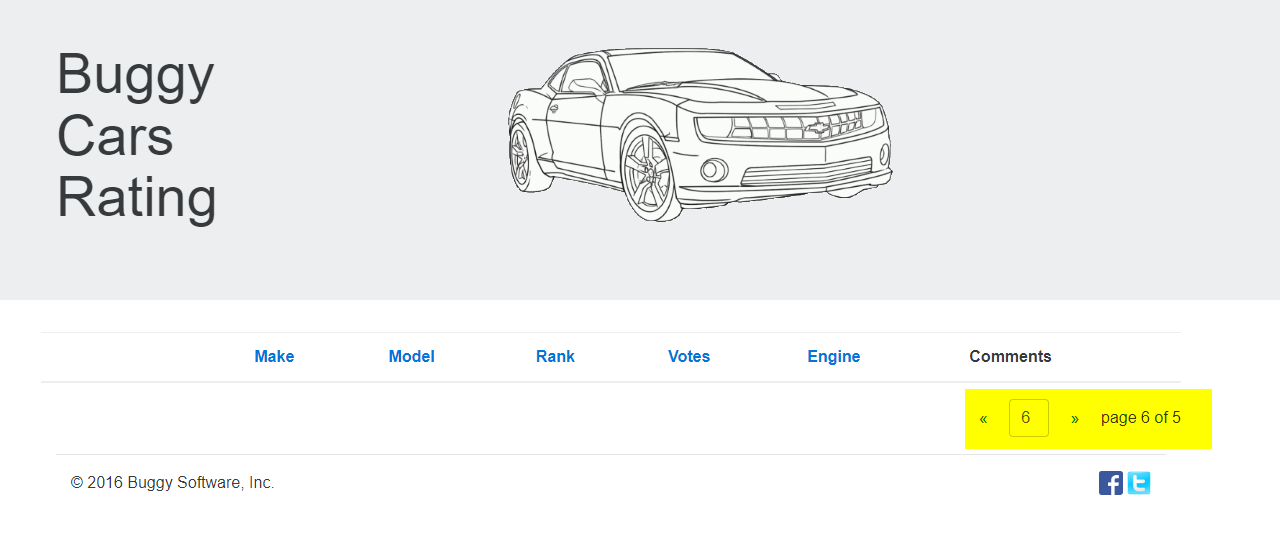 Buggy
Cars
Rating
Make Model Rank Votes Engine Comments
« 6 » page 6 of 5
© 2016 Buggy Software, Inc.